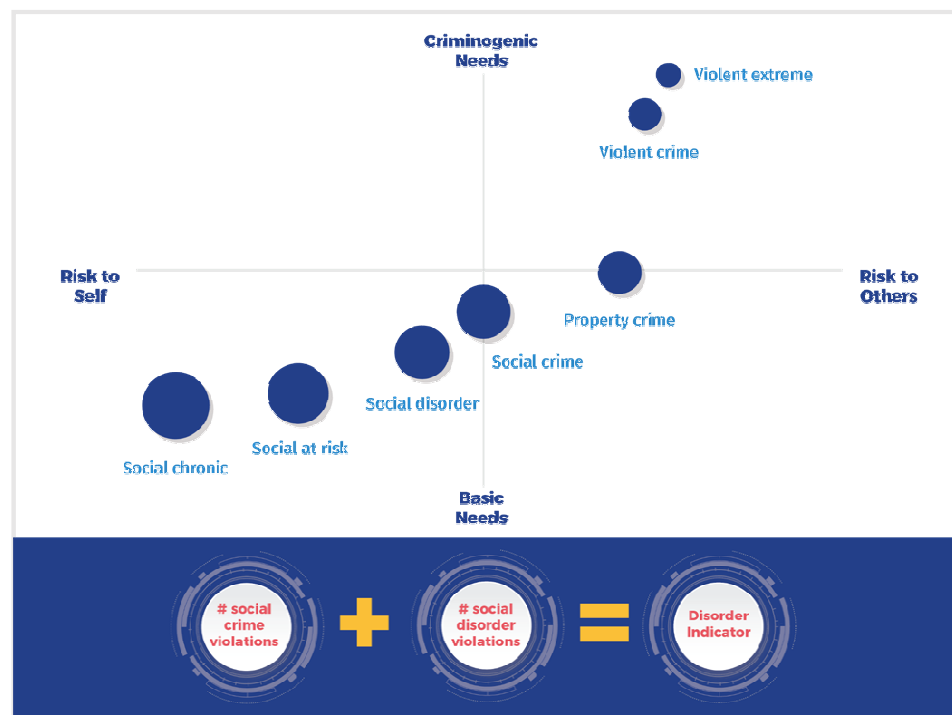 Criminogenic
Needs
Violent extreme
Violent crime
Risk to
Self
Risk to
Others
Property crime
Social crime
Social disorder
Social at risk
Social chronic
Basic
Needs
# social
crime
violations
+
# social
disorder
violations
=
Disorder
Indicator